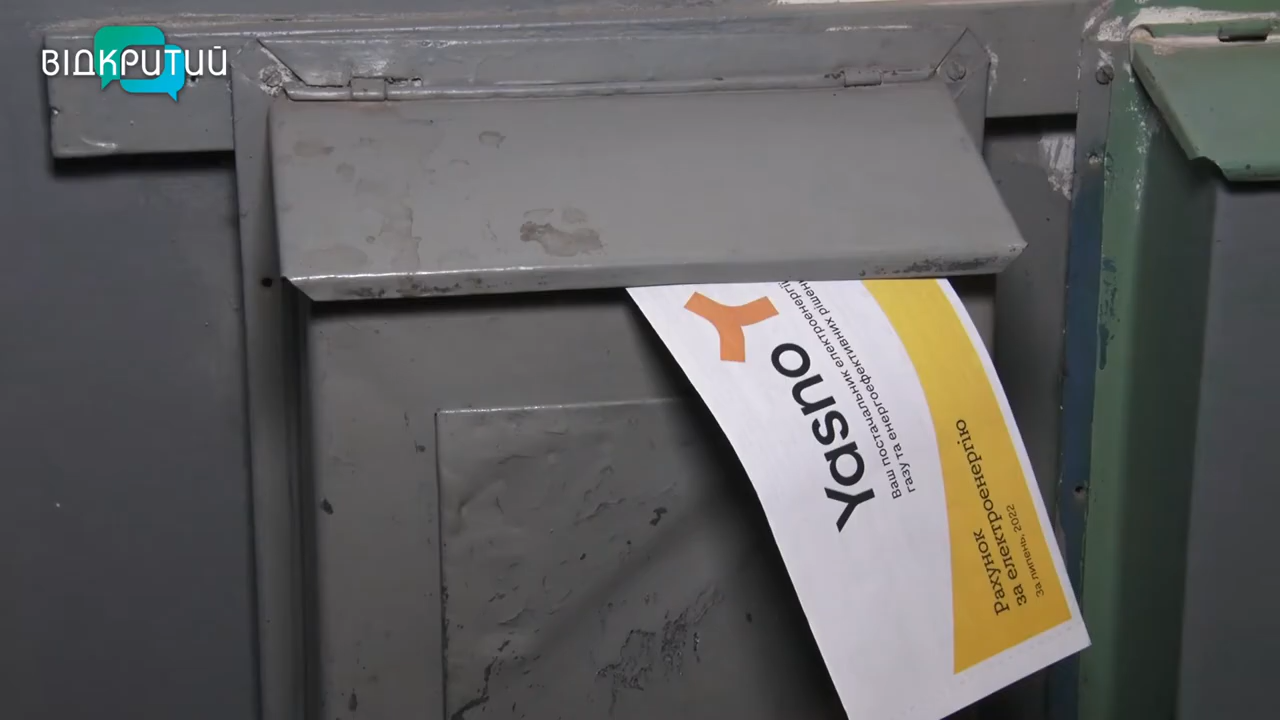 ВІДКРИТИЙ
Yasno
Ваш постачальник електроенергії
газу та енергоефективних рішень
Рахунок
за електроенергію
за липень, 2022